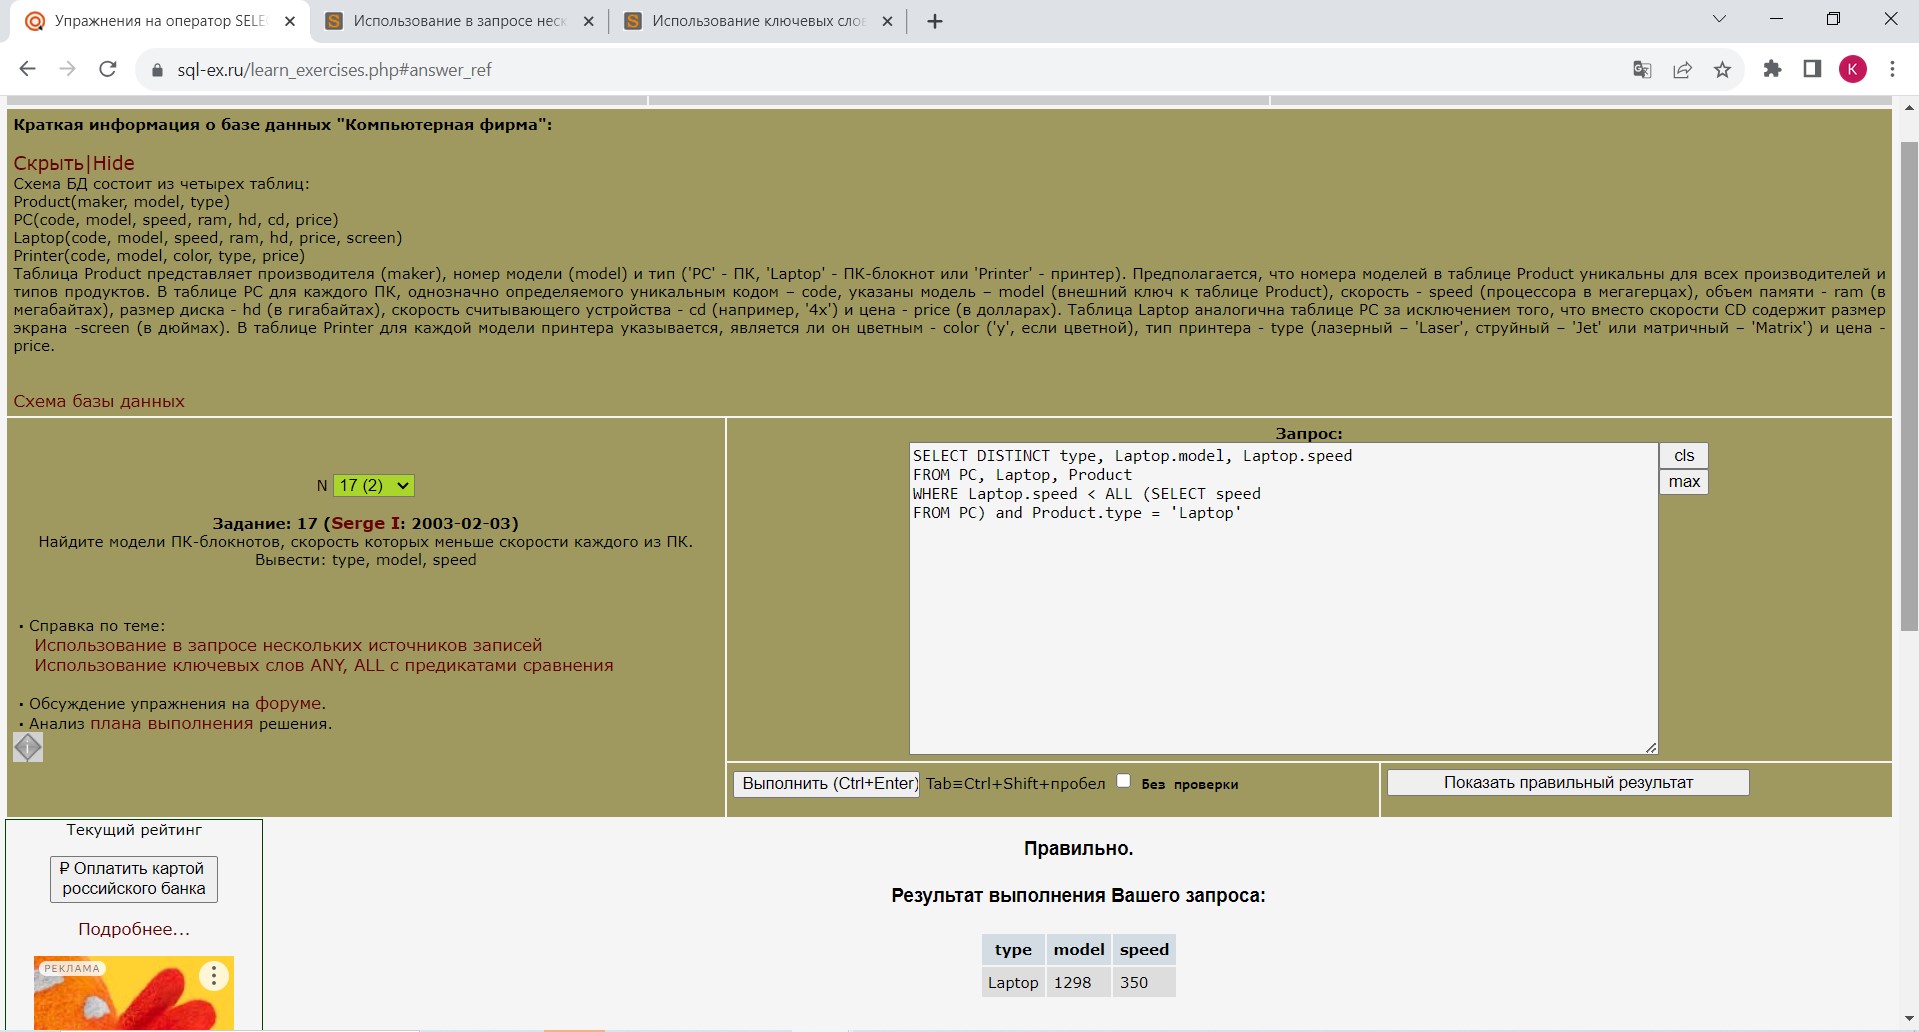 Упражнения на оператор SELE
Использование в запросе неск
Использование ключевых слов
sql-ex.ru/learn_exercises.php#answer_ref
K
Краткая информация о базе данных "Компьютерная фирма":
Скрыть|Hide
Схема БД состоит из четырех таблиц:
Product(maker, model, type)
PC(code, model, speed, ram, hd, cd, price)
Laptop(code, model, speed, ram, hd, price, screen)
Printer(code, model, color, type, price)
Таблица Product представляет производителя (maker), номер модели (model) и тип ('PC' - ПК, 'Laptop' - ПК-блокнот или 'Printer' - принтер). Предполагается, что номера моделей в таблице Product уникальны для всех производителей и
типов продуктов. В таблице PC для каждого ПК, однозначно определяемого уникальным кодом – code, указаны модель – model (внешний ключ к таблице Product), скорость - speed (процессора в мегагерцах), объем памяти - ram (в
мегабайтах), размер диска - hd (в гигабайтах), скорость считывающего устройства - cd (например, '4x') и цена - price (в долларах). Таблица Laptop аналогична таблице РС за исключением того, что вместо скорости CD содержит размер
экрана -screen (в дюймах). В таблице Printer для каждой модели принтера указывается, является ли он цветным - color ('y', если цветной), тип принтера - type (лазерный – 'Laser', струйный – 'Jet' или матричный – 'Matrix') и цена -
price.
Схема базы данных
N 17 (2)
Задание: 17 (Serge I: 2003-02-03)
Найдите модели ПК-блокнотов, скорость которых меньше скорости каждого из ПК.
Вывести: type, model, speed
• Справка по теме:
Использование в запросе нескольких источников записей
Использование ключевых слов ANY, ALL с предикатами сравнения
• Обсуждение упражнения на форуме.
• Анализ плана выполнения решения.
Запрос:
SELECT DISTINCT type, Laptop.model, Laptop.speed
FROM PC, Laptop, Product
WHERE Laptop.speed < ALL (SELECT speed
FROM PC) and Product.type = 'Laptop'
cls
max
Выполнить (Ctrl+Enter) Tab≡Ctrl+Shift+пробел Без проверки
Показать правильный результат
Текущий рейтинг
₽ Оплатить картой
российского банка
Подробнее...
РЕКЛАМА
Правильно.
Результат выполнения Вашего запроса:
type model speed
Laptop 1298 350